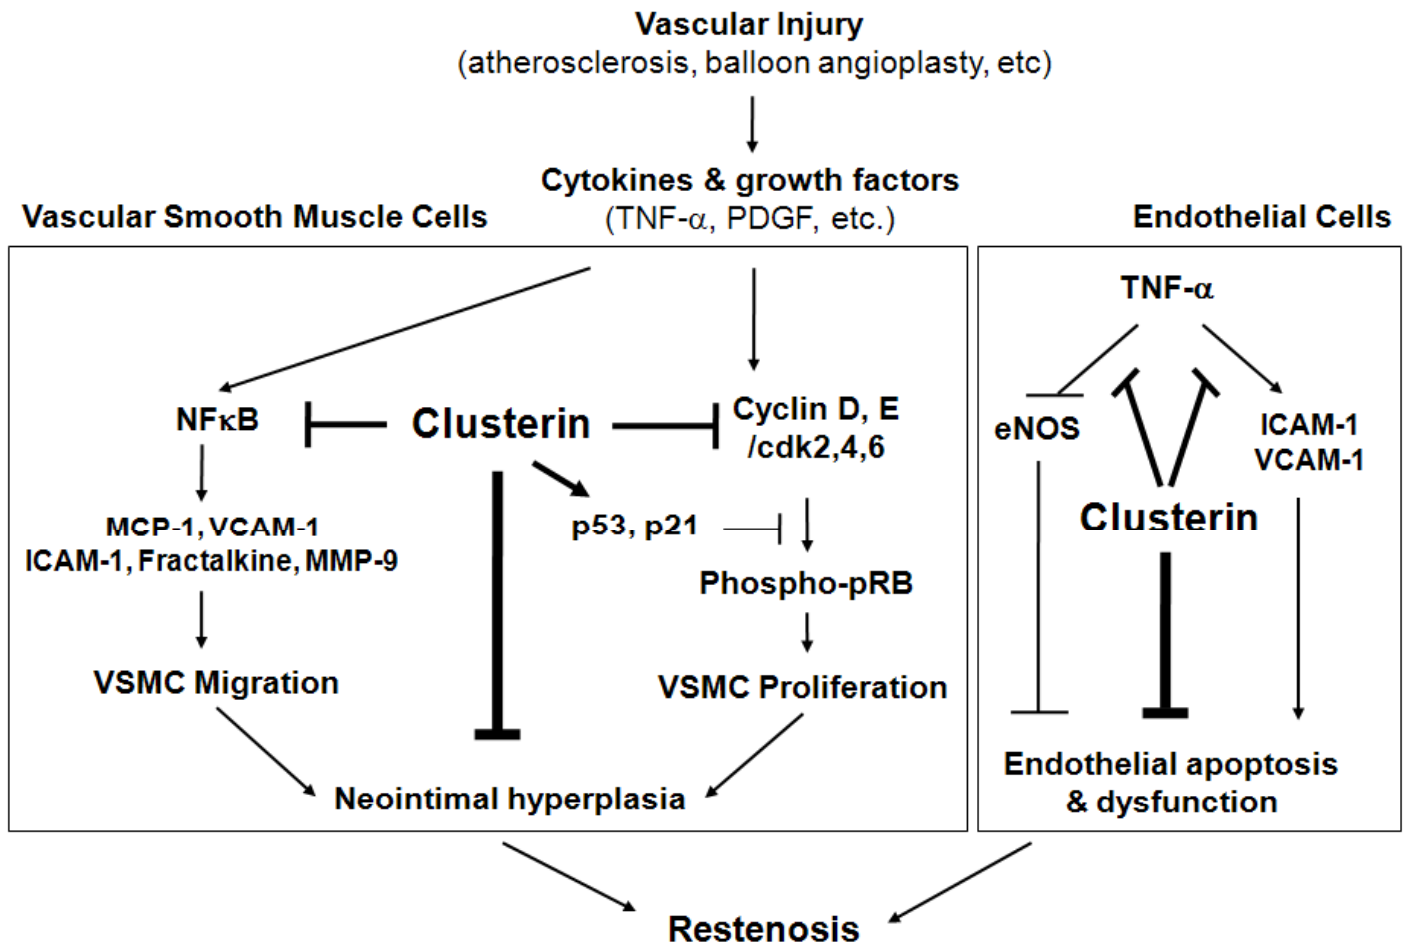 Vascular Injury
(atherosclerosis, balloon angioplasty, etc)
Cytokines & growth factors
(TNF-α, PDGF, etc.)
Vascular Smooth Muscle Cells
Endothelial Cells
NFκB
Clusterin
Cyclin D, E
/cdk2,4,6
MCP-1, VCAM-1
ICAM-1, Fractalkine, MMP-9
p53, p21
Phospho-pRB
VSMC Migration
VSMC Proliferation
Neointimal hyperplasia
TNF-α
eNOS
ICAM-1
VCAM-1
Clusterin
Endothelial apoptosis
& dysfunction
Restenosis